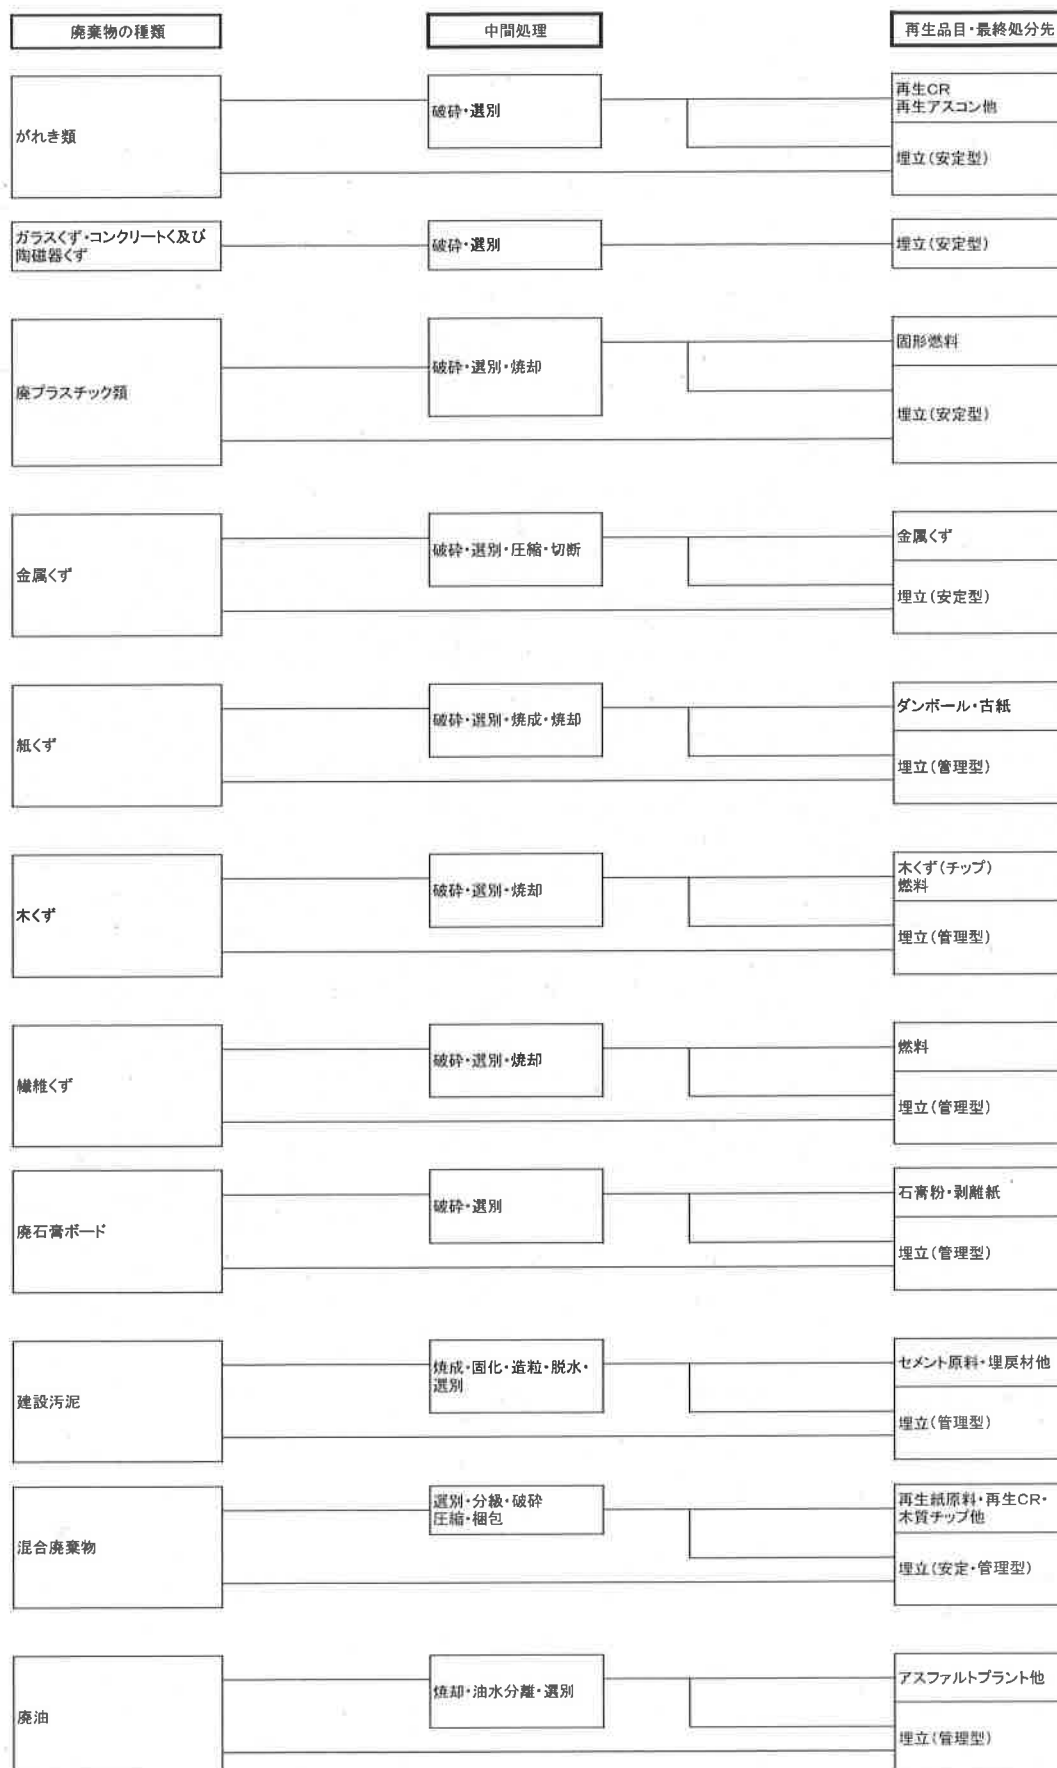 廃棄物の種類
中間処理
再生品目・最終処分先
がれき類
破砕・選別
再生CR
再生アスコン他
埋立(安定型)
ガラスくず・コンクリートく及び
陶磁器くず
破砕・選別
埋立(安定型)
廃プラスチック類
破砕・選別・焼却
固形燃料
埋立(安定型)
金属くず
破砕・選別・圧縮・切断
金属くず
埋立(安定型)
紙くず
破砕・選別・焼成・焼却
ダンボール・古紙
埋立(管理型)
木くず
破砕・選別・焼却
木くず(チップ)
燃料
埋立(管理型)
繊維くず
破砕・選別・焼却
燃料
埋立(管理型)
廃石膏ボード
破砕・選別
石膏粉・剥離紙
埋立(管理型)
建設汚泥
焼成・固化・造粒・脱水・
選別
セメント原料・埋戻材他
埋立(管理型)
混合廃棄物
選別・分級・破砕
圧縮・梱包
再生紙原料・再生CR・
木質チップ他
埋立(安定・管理型)
廃油
焼却・油水分離・選別
アスファルトプラント他
埋立(管理型)